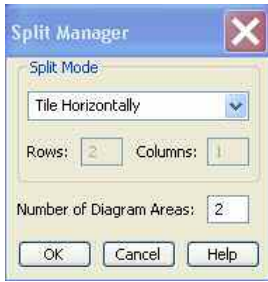 Split Manager
Split Mode
Tile Horizontally
Rows: 2 Columns: 1
Number of Diagram Areas: 2
OK Cancel Help